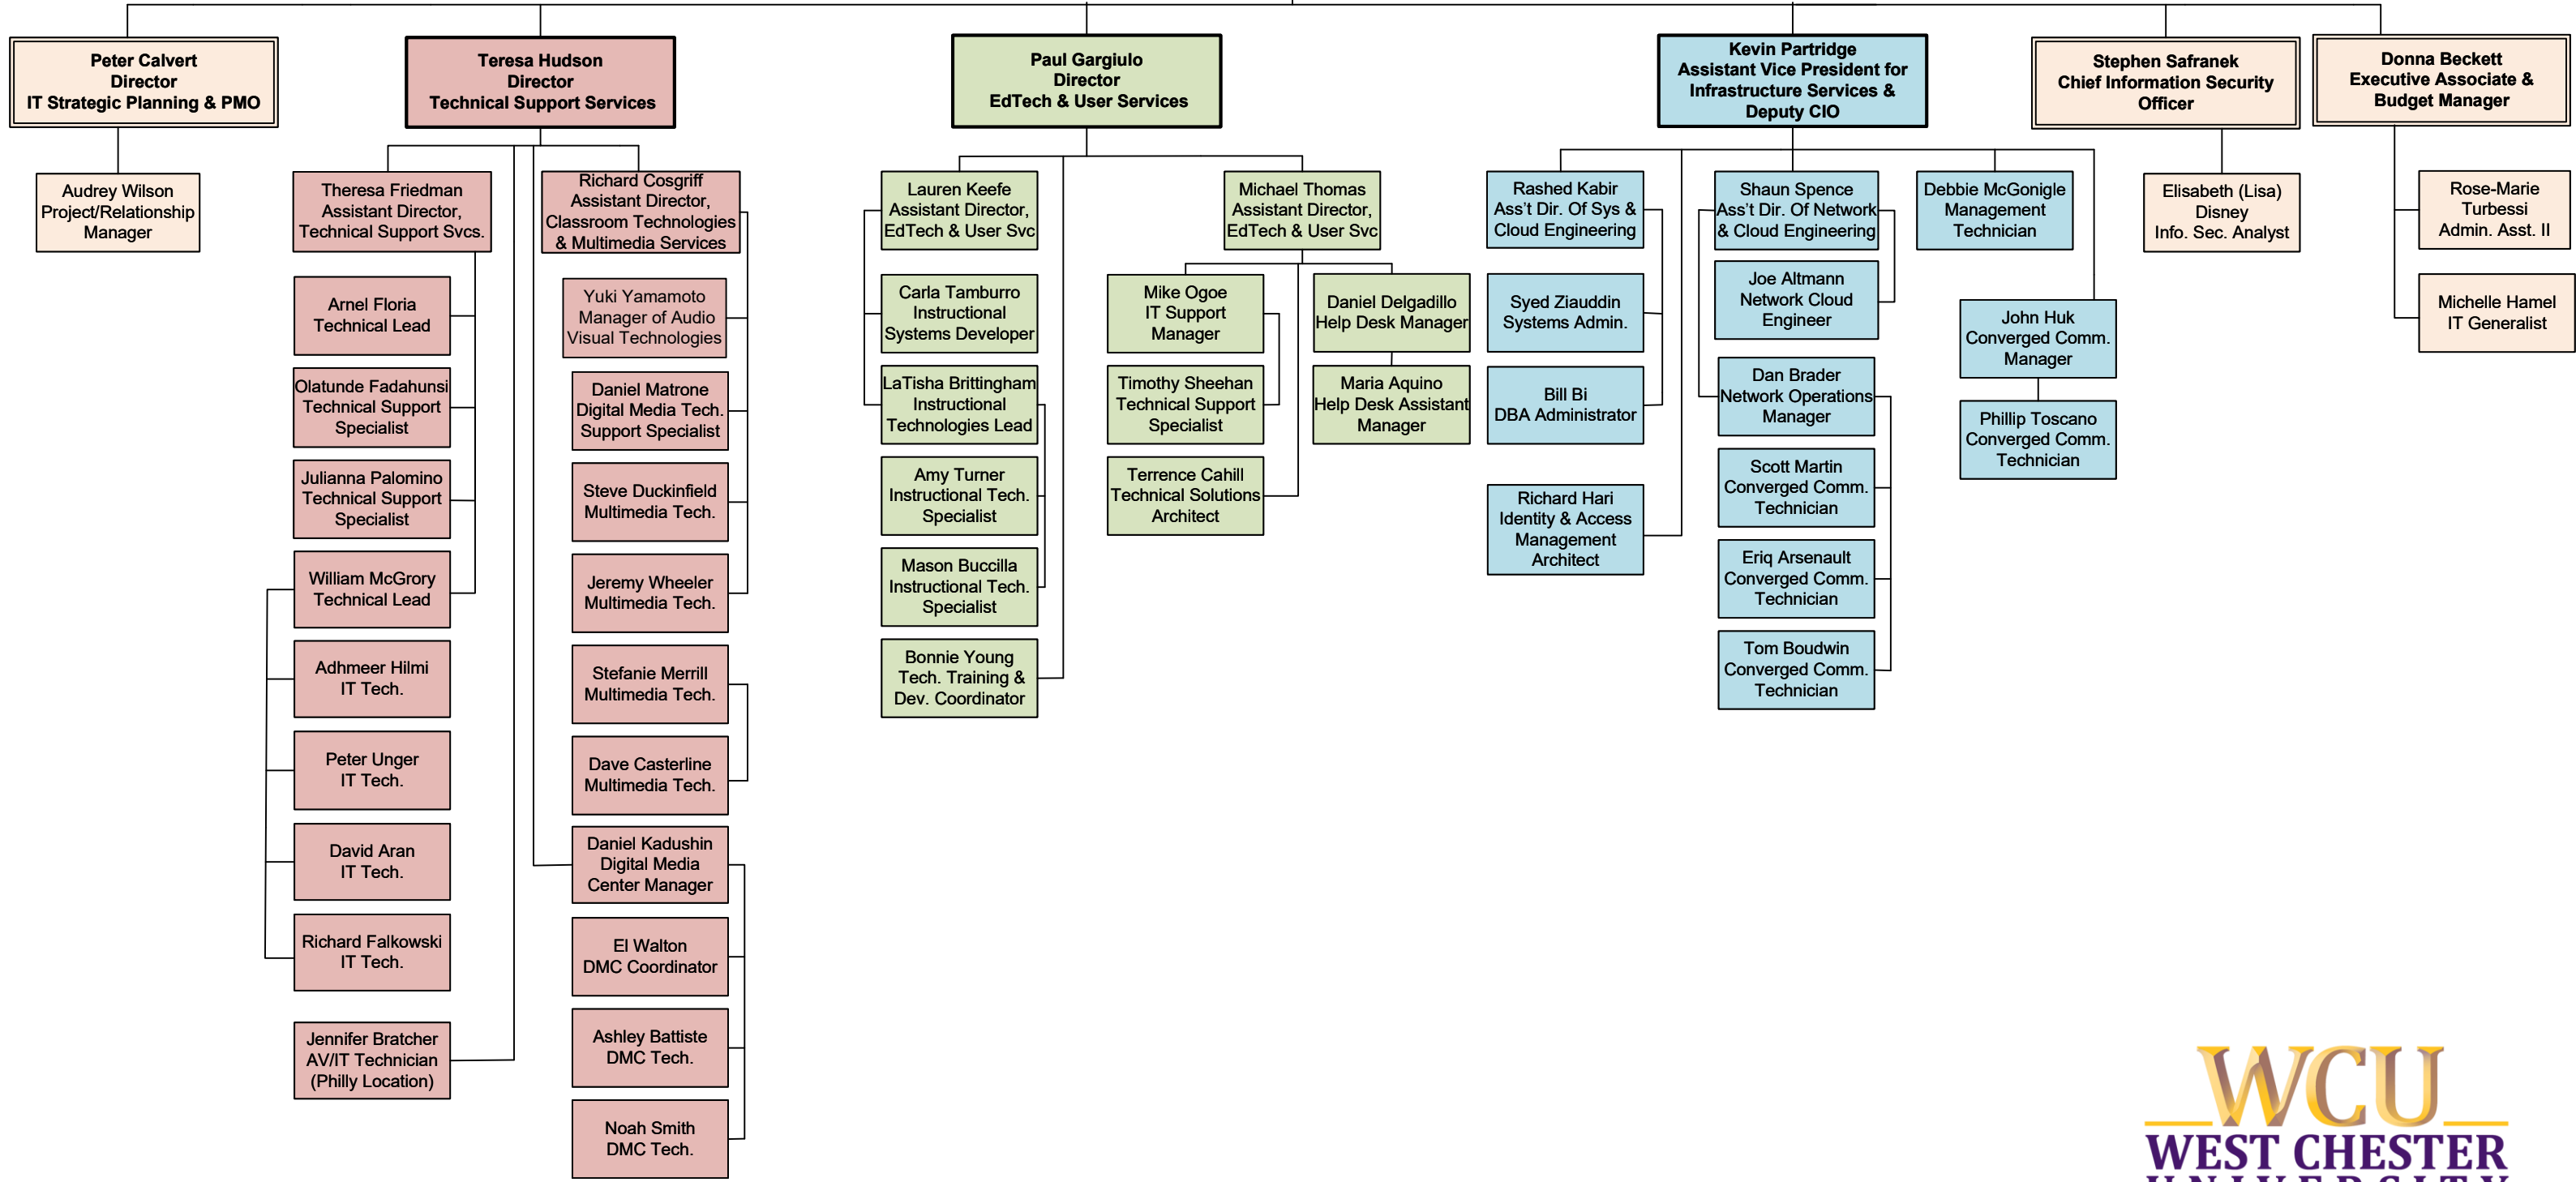 Peter Calvert
Director
IT Strategic Planning & PMO
Audrey Wilson
Project/Relationship
Manager
Teresa Hudson
Director
Technical Support Services
Theresa Friedman
Assistant Director,
Technical Support Svcs.
Arnel Floria
Technical Lead
Olatunde Fadahunsi
Technical Support
Specialist
Julianna Palomino
Technical Support
Specialist
William McGrory
Technical Lead
Adhmeer Hilmi
IT Tech.
Peter Unger
IT Tech.
David Aran
IT Tech.
Richard Falkowski
IT Tech.
Jennifer Bratcher
AV/IT Technician
(Philly Location)
Richard Cosgriff
Assistant Director,
Classroom Technologies
& Multimedia Services
Yuki Yamamoto
Manager of Audio
Visual Technologies
Daniel Matrone
Digital Media Tech.
Support Specialist
Steve Duckinfield
Multimedia Tech.
Jeremy Wheeler
Multimedia Tech.
Stefanie Merrill
Multimedia Tech.
Dave Casterline
Multimedia Tech.
Daniel Kadushin
Digital Media
Center Manager
El Walton
DMC Coordinator
Ashley Battiste
DMC Tech.
Noah Smith
DMC Tech.
Paul Gargiulo
Director
EdTech & User Services
Lauren Keefe
Assistant Director,
EdTech & User Svc
Carla Tamburro
Instructional
Systems Developer
LaTisha Brittingham
Instructional
Technologies Lead
Amy Turner
Instructional Tech.
Specialist
Mason Buccilla
Instructional Tech.
Specialist
Bonnie Young
Tech. Training &
Dev. Coordinator
Michael Thomas
Assistant Director,
EdTech & User Svc
Mike Ogoe
IT Support
Manager
Timothy Sheehan
Technical Support
Specialist
Terrence Cahill
Technical Solutions
Architect
Daniel Delgadillo
Help Desk Manager
Maria Aquino
Help Desk Assistant
Manager
Kevin Partridge
Assistant Vice President for
Infrastructure Services &
Deputy CIO
Rashed Kabir
Ass't Dir. Of Sys &
Cloud Engineering
Syed Ziauddin
Systems Admin.
Bill Bi
DBA Administrator
Richard Hari
Identity & Access
Management
Architect
Shaun Spence
Ass't Dir. Of Network
& Cloud Engineering
Joe Altmann
Network Cloud
Engineer
Dan Brader
Network Operations
Manager
Scott Martin
Converged Comm.
Technician
Eriq Arsenault
Converged Comm.
Technician
Tom Boudwin
Converged Comm.
Technician
Debbie McGonigle
Management
Technician
John Huk
Converged Comm.
Manager
Phillip Toscano
Converged Comm.
Technician
Stephen Safranek
Chief Information Security
Officer
Elisabeth (Lisa)
Disney
Info. Sec. Analyst
Donna Beckett
Executive Associate &
Budget Manager
Rose-Marie
Turbessi
Admin. Asst. II
Michelle Hamel
IT Generalist
WCU
WEST CHESTER
UNIVERSITY